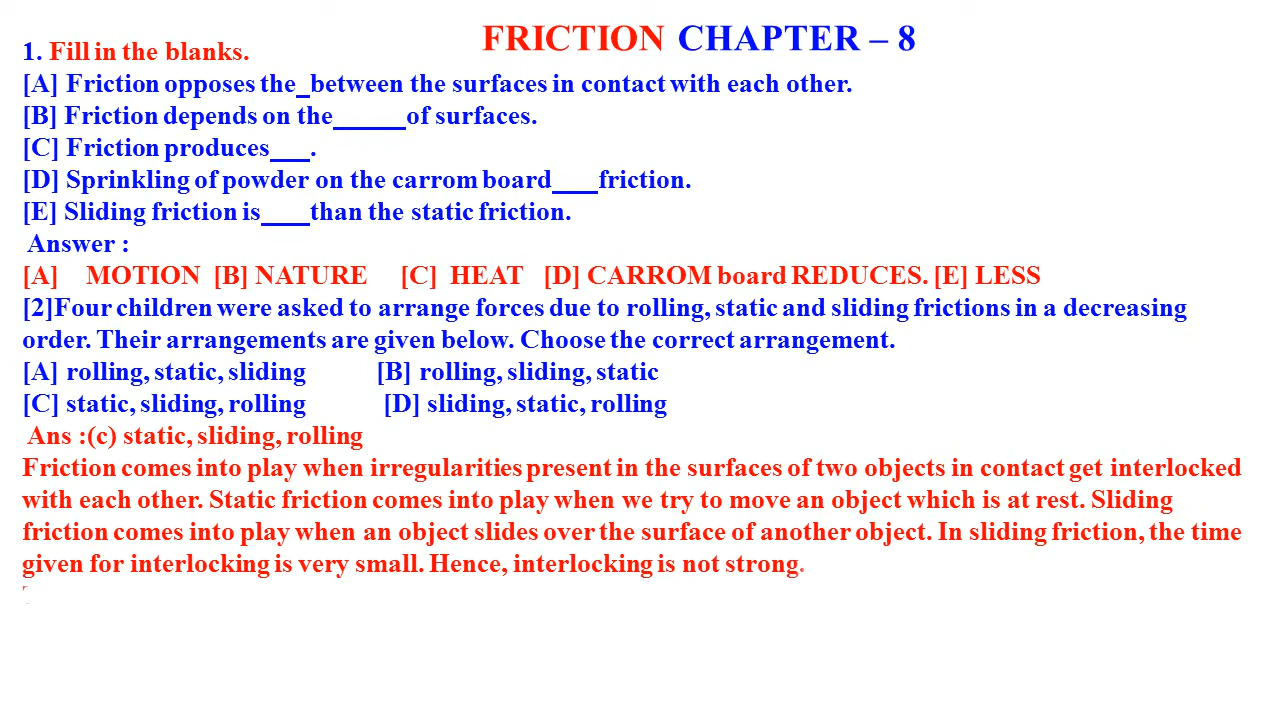 FRICTION CHAPTER – 8
1. Fill in the blanks.
[A] Friction opposes the_between the surfaces in contact with each other.
[B] Friction depends on the_____of surfaces.
[C] Friction produces___.
[D] Sprinkling of powder on the carrom board___friction.
[E] Sliding friction is____than the static friction.
Answer :
[A] MOTION [B] NATURE [C] HEAT [D] CARROM board REDUCES. [E] LESS
[2]Four children were asked to arrange forces due to rolling, static and sliding frictions in a decreasing
order. Their arrangements are given below. Choose the correct arrangement.
[A] rolling, static, sliding [B] rolling, sliding, static
[C] static, sliding, rolling [D] sliding, static, rolling
Ans :(c) static, sliding, rolling
Friction comes into play when irregularities present in the surfaces of two objects in contact get interlocked
with each other. Static friction comes into play when we try to move an object which is at rest. Sliding
friction comes into play when an object slides over the surface of another object. In sliding friction, the time
given for interlocking is very small. Hence, interlocking is not strong.